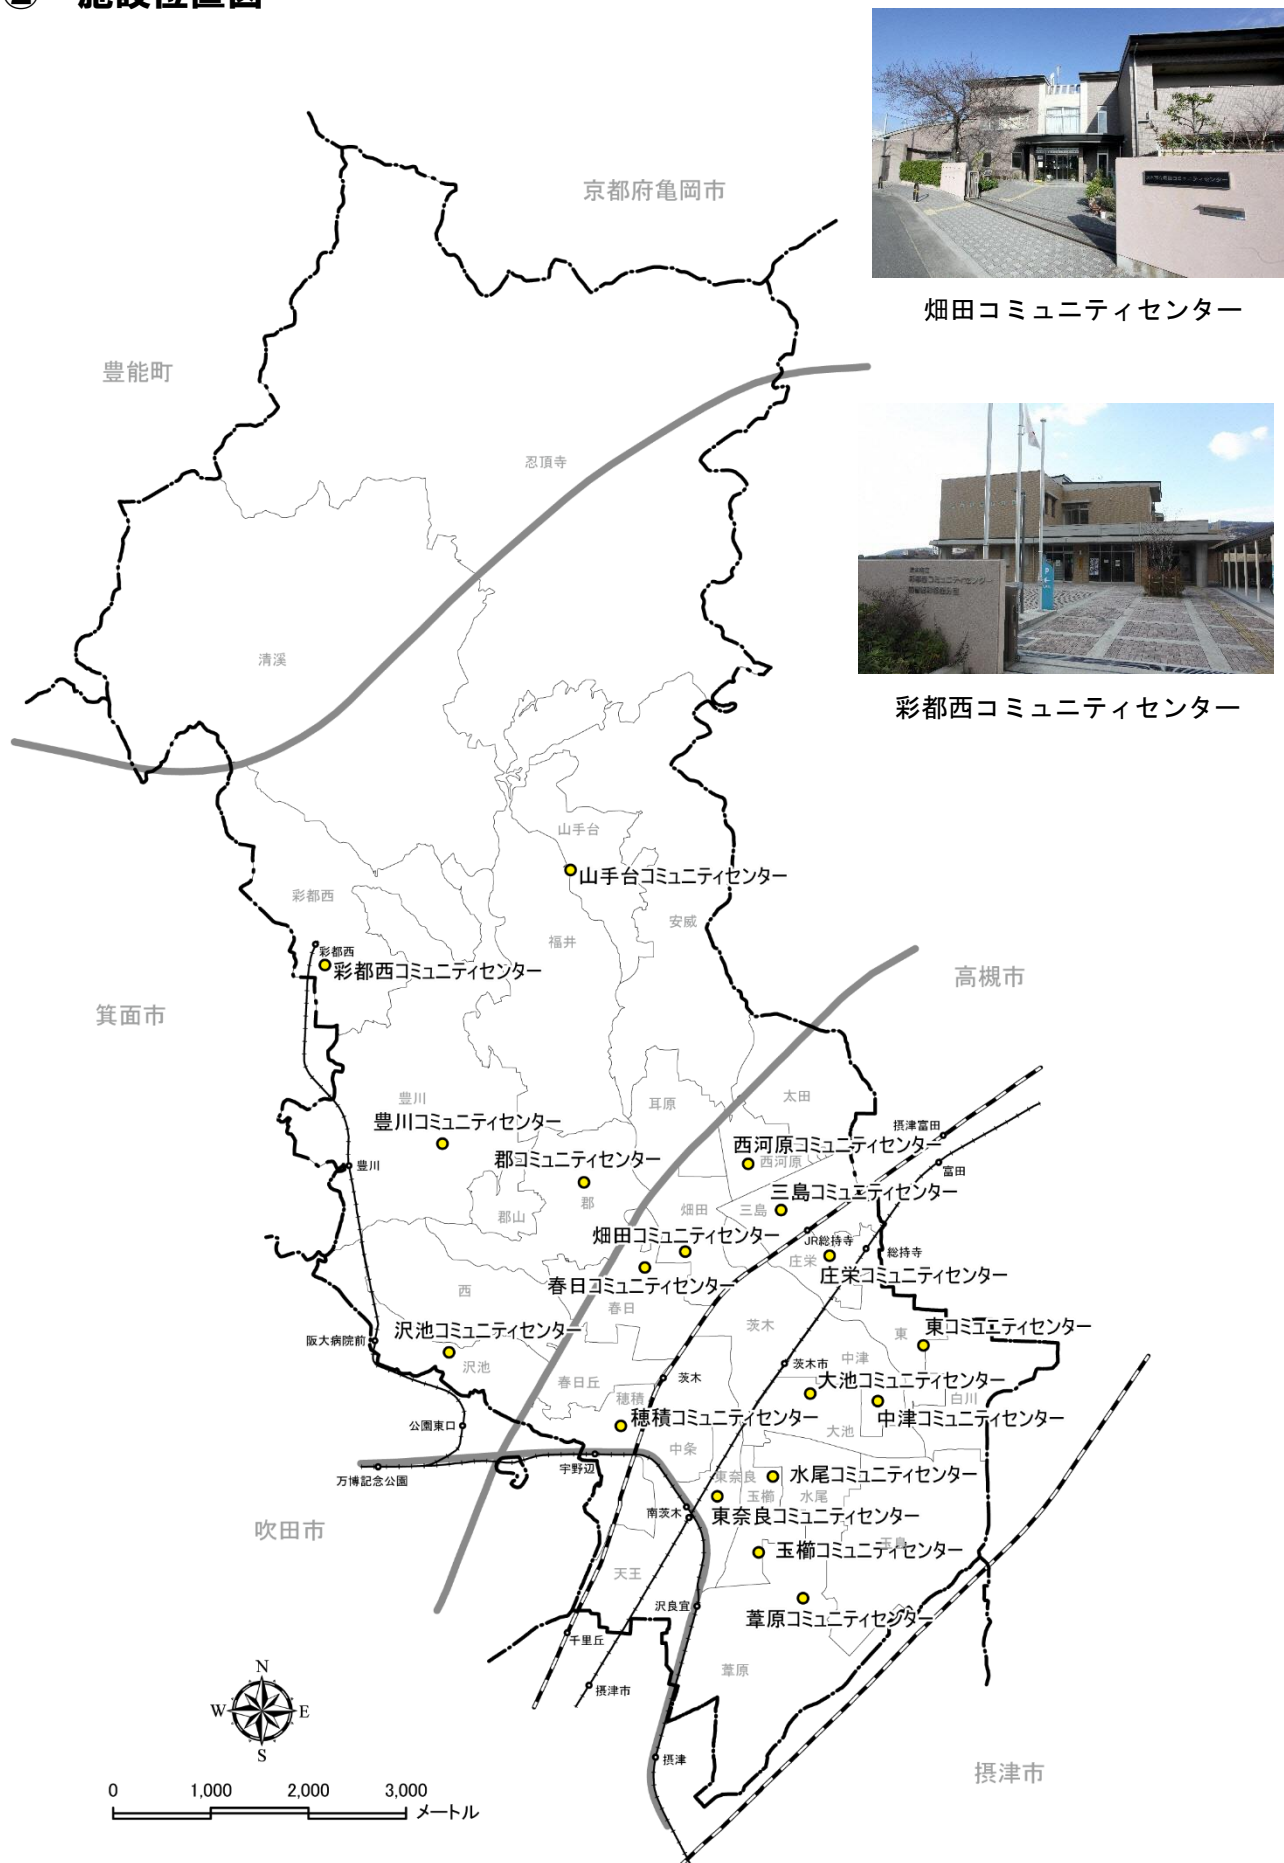 ② 施設位置図
京都府亀岡市
畑田コミュニティセンター
豊能町
忍頂寺
彩都西コミュニティセンター
清溪
彩都西コミュニティセンター
山手台
山手台コミュニティセンター
彩都西
安威
福井
彩都西
彩都西コミュニティセンター
高槻市
箕面市
豊川
耳原
太田
豊川コミュニティセンター
摂津富田
西河原コミュニティセンター
郡コミュニティセンター
西河原
豊川
富田
三島コミュニティセンター
郡
畑田
三島
郡山
畑田コミュニティセンター
JR総持寺
総持寺
庄栄
庄栄コミュニティセンター
春日コミュニティセンター
西
春日
沢池コミュニティセンター
茨木
東
東コミュニティセンター
阪大病院前
沢池
中津
茨木市
春日丘
茨木
大池コミュニティセンター
穂積
白川
穂積コミュニティセンター
中津コミュニティセンター
公園東口
大池
中条
宇野辺
万博記念公園
東奈良
水尾コミュニティセンター
玉櫛
水尾
南茨木
東奈良コミュニティセンター
吹田市
玉島
玉櫛コミュニティセンター
天王
沢良宜
葦原コミュニティセンター
千里丘
葦原
N
W
E
S
摂津市
摂津
摂津市
0 1,000 2,000 3,000
メートル